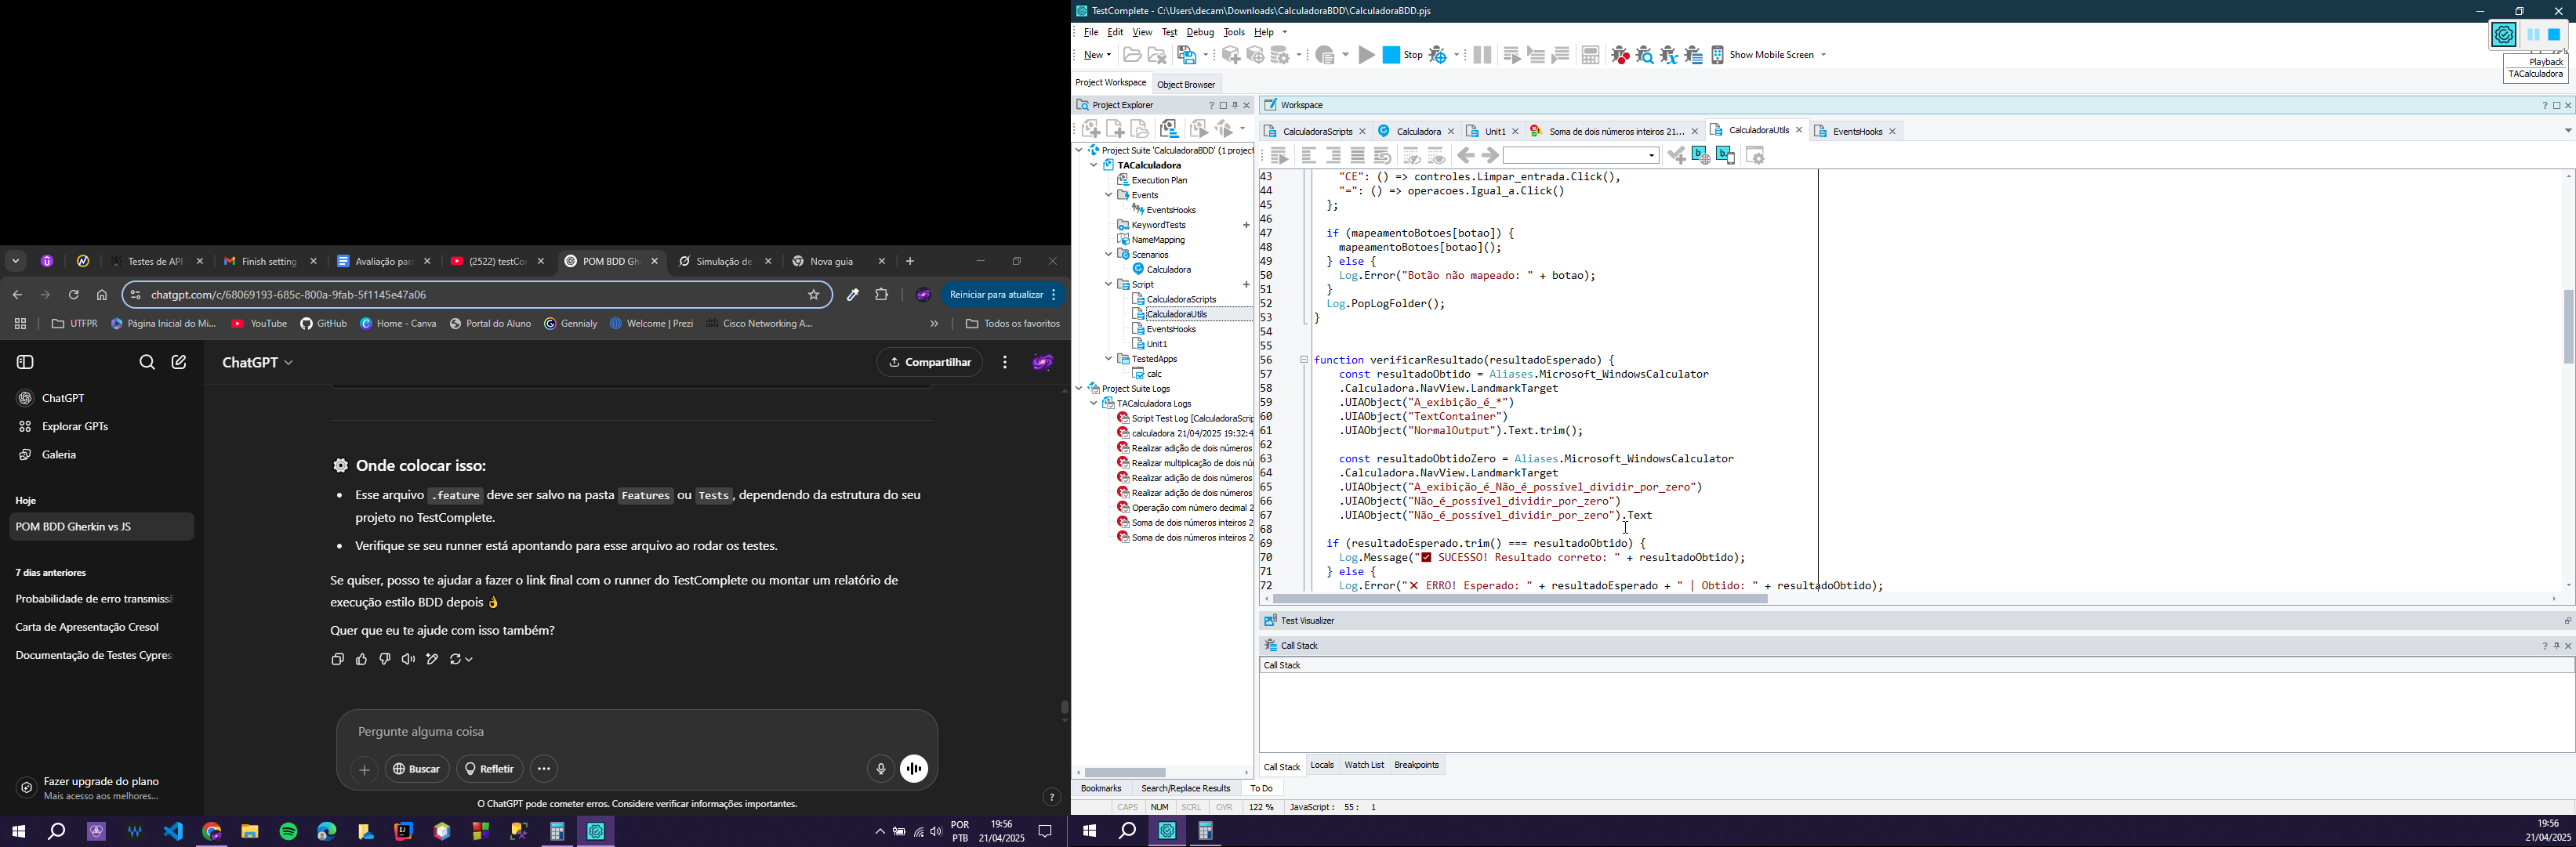 Testes de API
Finish setting
Avaliação par
(2522) testCo
POM BDD Gh
Simulação de
Nova guia
chatgpt.com/c/68069193-685c-800a-9fab-5f1145e47a06
Reiniciar para atualizar
UTFPR
Página Inicial do Mi...
YouTube
GitHub
Home - Canva
Portal do Aluno
Gennialy
Welcome | Prezi
Cisco Networking A...
Todos os favoritos
ChatGPT
Compartilhar
ChatGPT
Explorar GPTs
Galeria
Hoje
POM BDD Gherkin vs JS
7 dias anteriores
Probabilidade de erro transmissã
Carta de Apresentação Cresol
Documentação de Testes Cypres
Fazer upgrade do plano
Mais acesso aos melhores...
Onde colocar isso:
• Esse arquivo .feature deve ser salvo na pasta Features ou Tests, dependendo da estrutura do seu
projeto no TestComplete.
• Verifique se seu runner está apontando para esse arquivo ao rodar os testes.
Se quiser, posso te ajudar a fazer o link final com o runner do TestComplete ou montar um relatório de
execução estilo BDD depois 👌
Quer que eu te ajude com isso também?
Pergunte alguma coisa
Buscar
Refletir
O ChatGPT pode cometer erros. Considere verificar informações importantes.
POR
PTB
19:56
21/04/2025
TestComplete - C:\Users\decam\Downloads\CalculadoraBDD\CalculadoraBDD.pjs
File Edit View Test Debug Tools Help
New
Stop
Show Mobile Screen
Playback
TACalculadora
Project Workspace
Object Browser
Project Explorer
Project Suite 'CalculadoraBDD' (1 project
TACalculadora
Execution Plan
Events
EventsHooks
KeywordTests
NameMapping
Scenarios
Calculadora
Script
CalculadoraScripts
CalculadoraUtils
EventsHooks
Unit1
TestedApps
calc
Project Suite Logs
TACalculadora Logs
Script Test Log [CalculadoraScrip
calculadora 21/04/2025 19:32:4
Realizar adição de dois números
Realizar multiplicação de dois nú
Realizar adição de dois números
Realizar adição de dois números
Operação com número decimal 2
Soma de dois números inteiros 2
Soma de dois números inteiros 2
Workspace
CalculadoraScripts
Calculadora
Unit1
Soma de dois números inteiros 21...
CalculadoraUtils
EventsHooks
43 "CE": () => controles.Limpar_entrada.Click(),
44 "=": () => operacoes.Igual_a.Click()
45 };
46
47 if (mapeamentoBotoes[botao]) {
48 mapeamentoBotoes[botao]();
49 } else {
50 Log.Error("Botão não mapeado: " + botao);
51 }
52 Log.PopLogFolder();
53 }
54
55
56 function verificarResultado(resultadoEsperado) {
57 const resultadoObtido = Aliases.Microsoft_WindowsCalculator
58 .Calculadora.NavView.LandmarkTarget
59 .UIAObject("A_exibição_é_*")
60 .UIAObject("TextContainer")
61 .UIAObject("NormalOutput").Text.trim();
62
63 const resultadoObtidoZero = Aliases.Microsoft_WindowsCalculator
64 .Calculadora.NavView.LandmarkTarget
65 .UIAObject("A_exibição_é_Não_é_possível_dividir_por_zero")
66 .UIAObject("Não_é_possível_dividir_por_zero")
67 .UIAObject("Não_é_possível_dividir_por_zero").Text
68
69 if (resultadoEsperado.trim() === resultadoObtido) {
70 Log.Message("✅ SUCESSO! Resultado correto: " + resultadoObtido);
71 } else {
72 Log.Error("❌ ERRO! Esperado: " + resultadoEsperado + " | Obtido: " + resultadoObtido);
Test Visualizer
Call Stack
Call Stack
Call Stack Locals Watch List Breakpoints
Bookmarks Search/Replace Results To Do
CAPS NUM SCRL OVR 122 % JavaScript : 55 : 1
19:56
21/04/2025